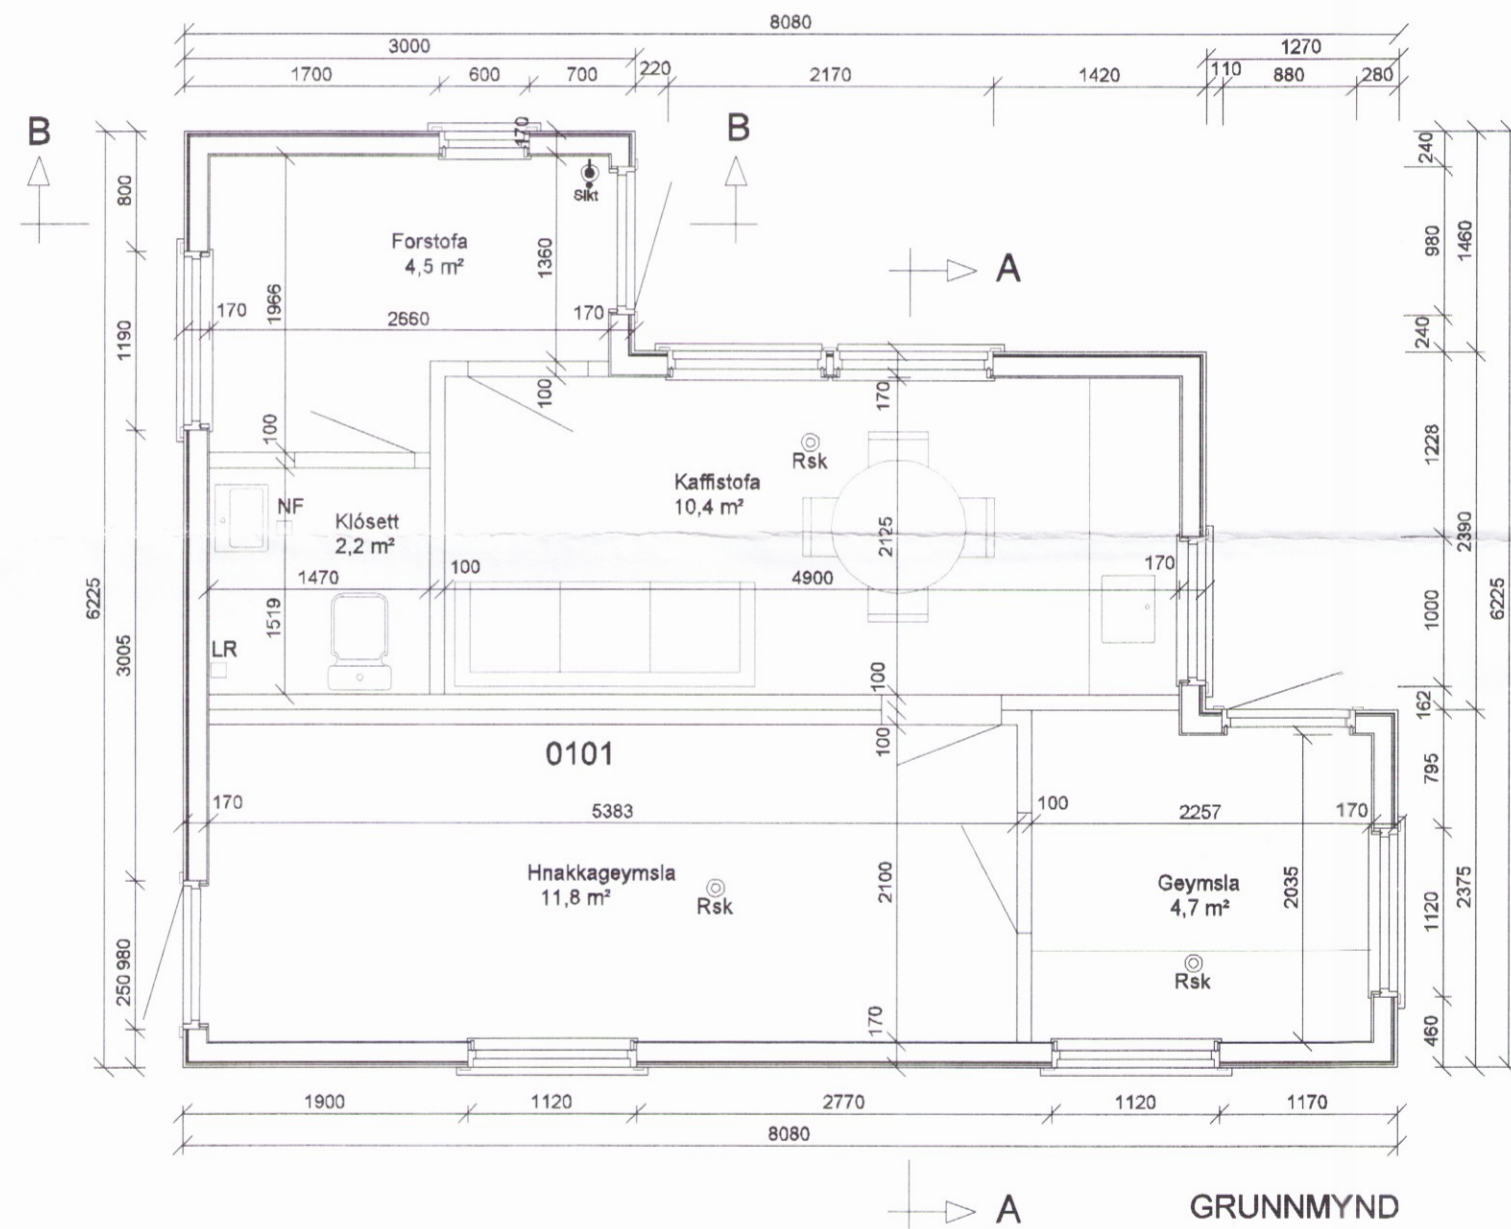 8080
3000
1270
1700 600 700 220 2170 1420 110 880 280
B
B
170
240
800
Slkt
Forstofa
4,5 m²
980
1460
1360
A
1966
170
2660
170
1190
240
100
170
100
1228
Kaffistofa
10,4 m²
Rsk
NF
Klósett
2,2 m²
2125
2390
1470
100
4900
170
6225
1519
3005
1000
6225
LR
100
162
0101
100
795
170
5383
100
2257
170
Hnakkageymsla
11,8 m²
Rsk
2100
Geymsla
4,7 m²
2035
1120
2375
980
250
Rsk
170
460
1900 1120 2770 1120 1170
8080
A
GRUNNMYND